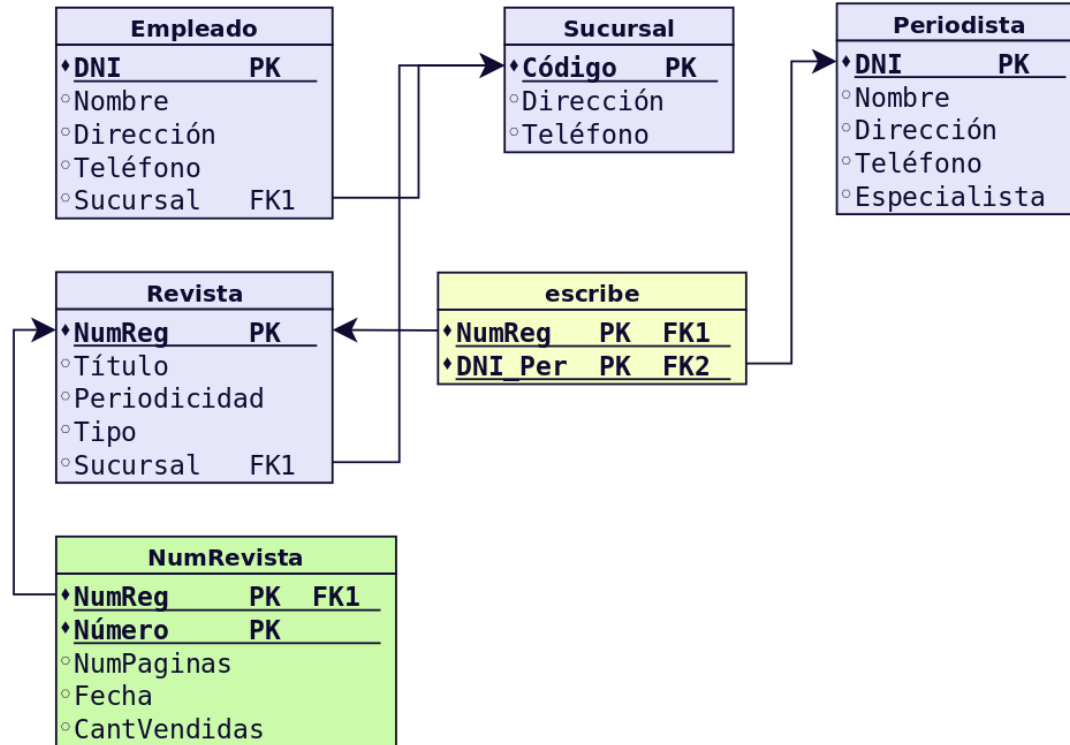 Empleado
DNI PK
Nombre
Dirección
Teléfono
Sucursal FK1
Sucursal
Código PK
Dirección
Teléfono
Periodista
DNI PK
Nombre
Dirección
Teléfono
Especialista
Revista
NumReg PK
Título
Periodicidad
Tipo
Sucursal FK1
escribe
NumReg PK FK1
DNI_Per PK FK2
NumRevista
NumReg PK FK1
Número PK
NumPaginas
Fecha
CantVendidas